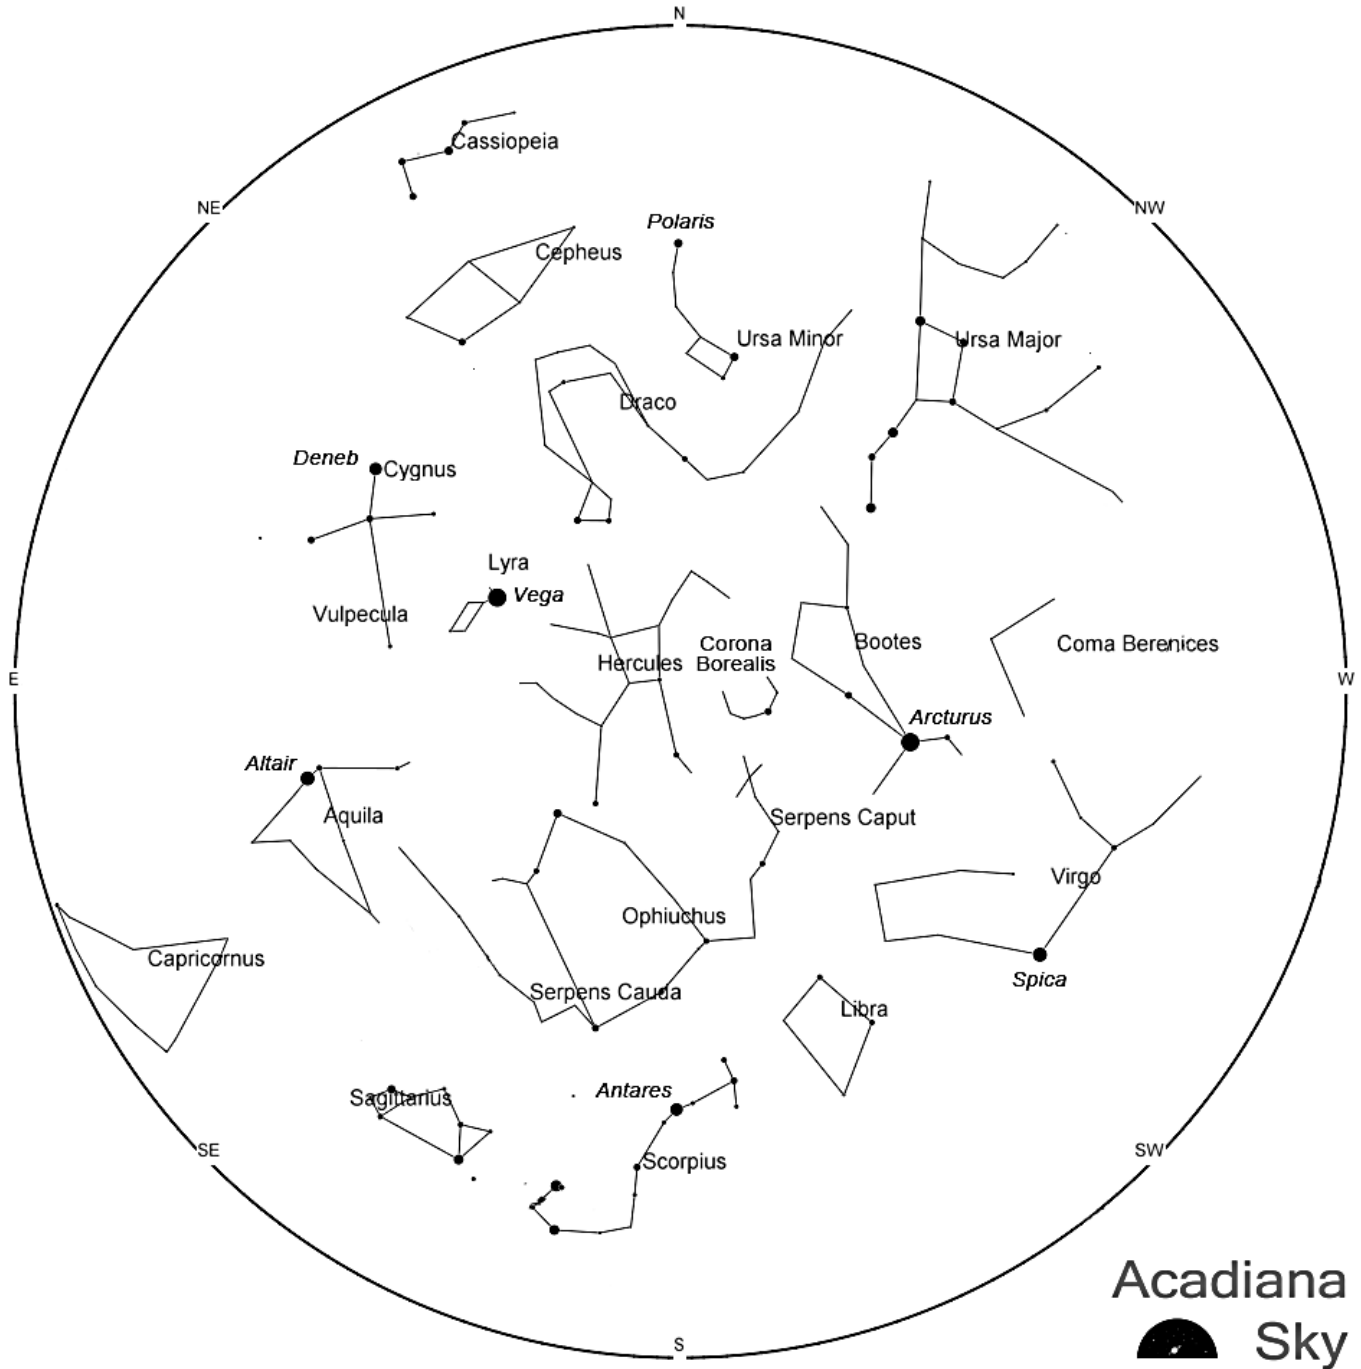 N
Cassiopeia
NE
NW
Polaris
Cepheus
Ursa Minor
Ursa Major
Draco
Deneb
Cygnus
Lyra
Vega
Vulpecula
Corona
Borealis
Hercules
Bootes
Coma Berenices
E
W
Arcturus
Altair
Aquila
Serpens Caput
Virgo
Ophiuchus
Capricornus
Spica
Serpens Cauda
Libra
Sagittarius
Antares
SE
SW
Scorpius
Acadiana
Sky
S